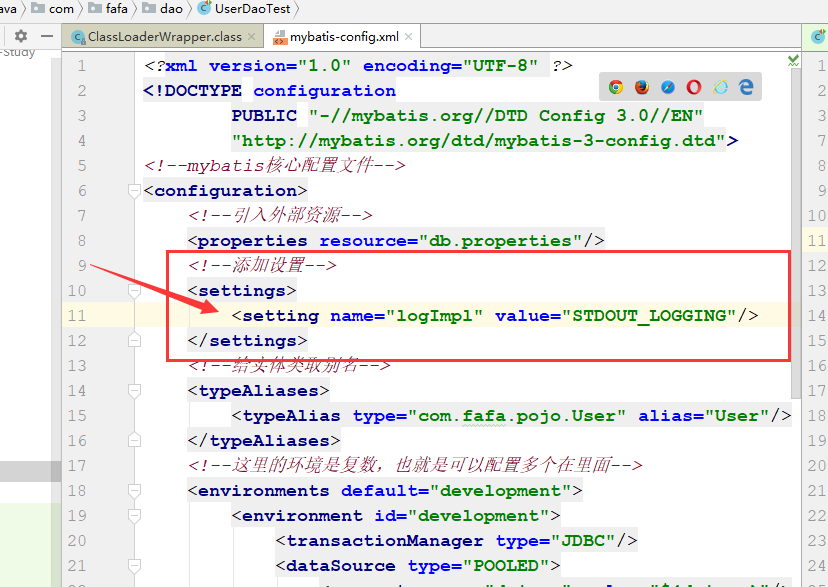 ava com fafa dao UserDaoTest
ClassLoaderWrapper.class mybatis-config.xml
-Study
1 <?xml version="1.0" encoding="UTF-8" ?>
2 <!DOCTYPE configuration
3 PUBLIC "-//mybatis.org//DTD Config 3.0//EN"
4 "http://mybatis.org/dtd/mybatis-3-config.dtd">
5 <!--mybatis核心配置文件-->
6 <configuration>
7 <!--引入外部资源-->
8 <properties resource="db.properties"/>
9 <!--添加设置-->
10 <settings>
11 <setting name="logImpl" value="STDOUT_LOGGING"/>
12 </settings>
13 <!--给实体类取别名-->
14 <typeAliases>
15 <typeAlias type="com.fafa.pojo.User" alias="User"/>
16 </typeAliases>
17 <!--这里的环境是复数，也就是可以配置多个在里面-->
18 <environments default="development">
19 <environment id="development">
20 <transactionManager type="JDBC"/>
21 <dataSource type="POOLED">
1
2
3
4
7
8
9
10
11
12
13
14
15
16
17
18
19
20
21
22
23
24